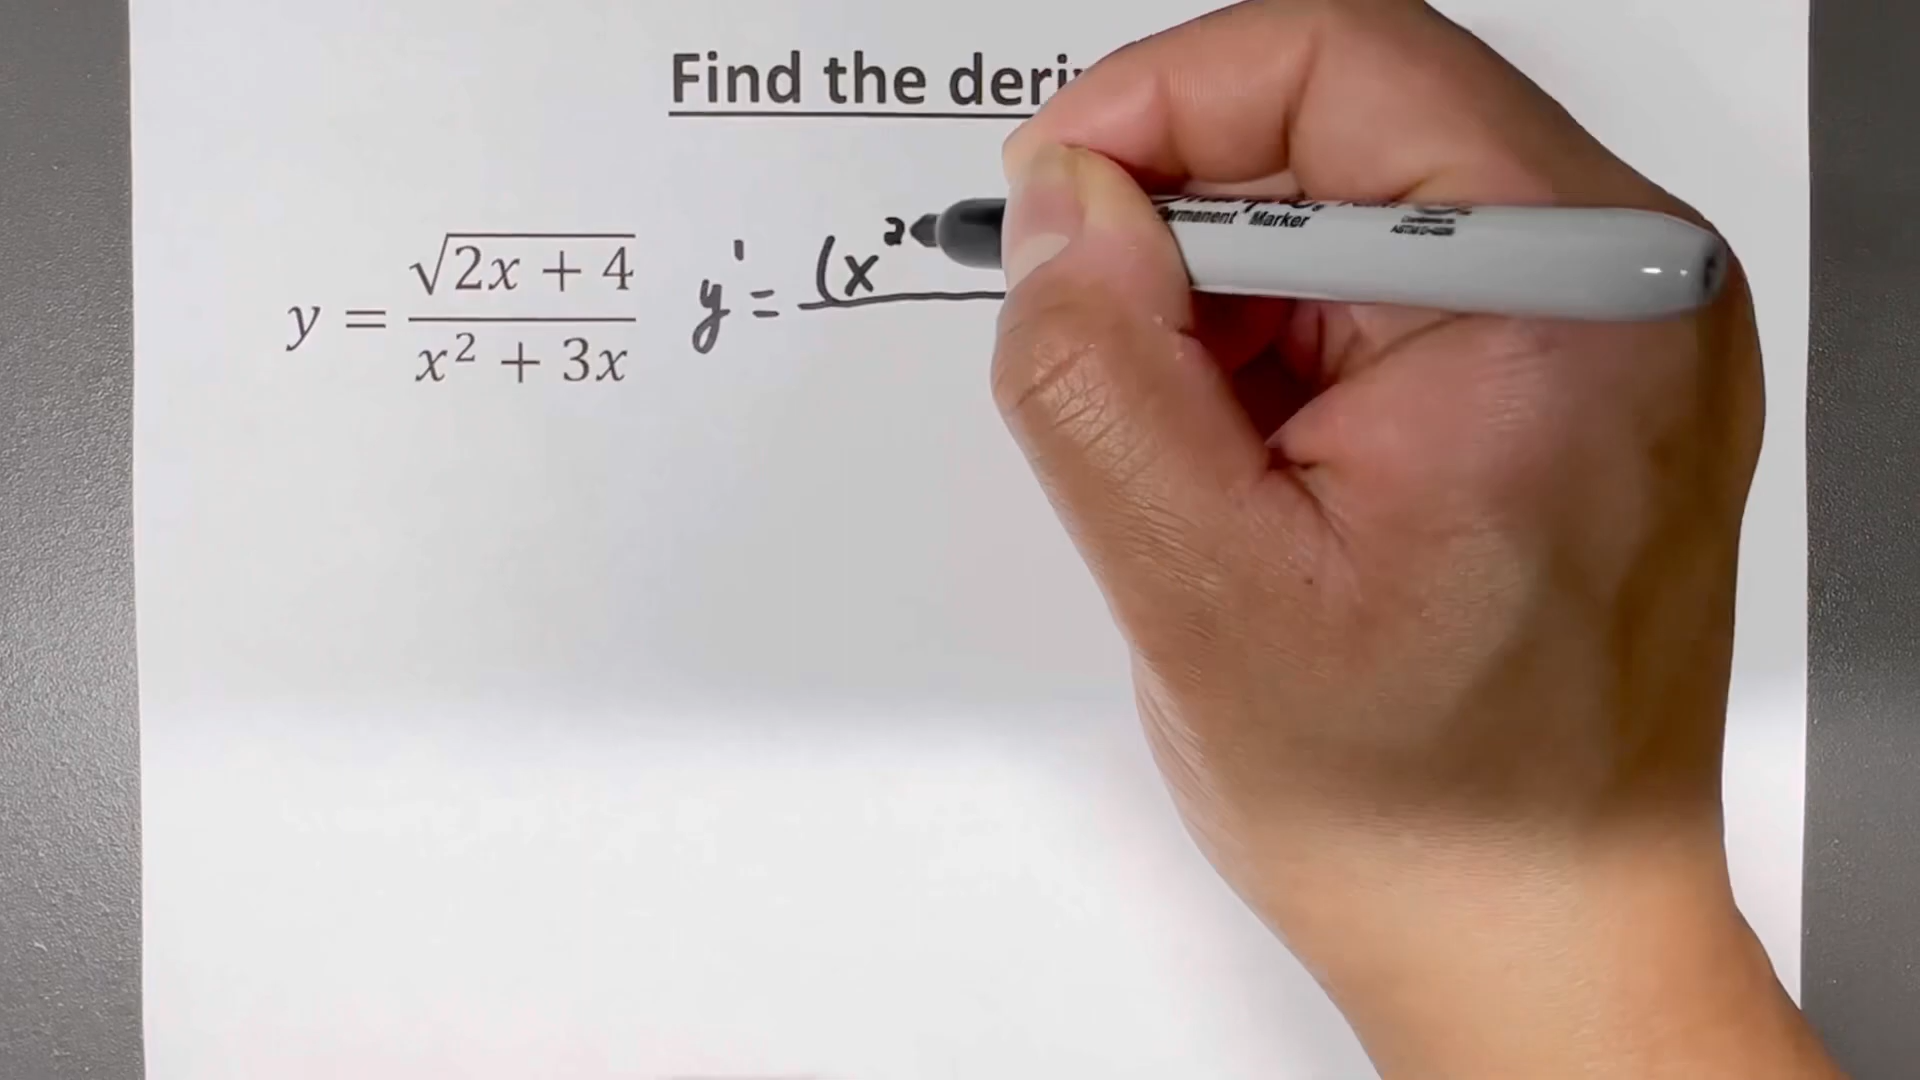 Find the deri
y = √2x + 4 / x² + 3x
y' = (x²
Permanent Marker